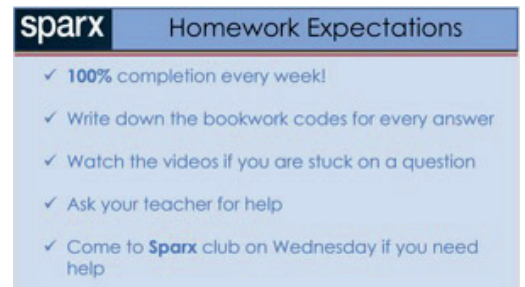 sparx Homework Expectations
✓ 100% completion every week!
✓ Write down the bookwork codes for every answer
✓ Watch the videos if you are stuck on a question
✓ Ask your teacher for help
✓ Come to Sparx club on Wednesday if you need
help